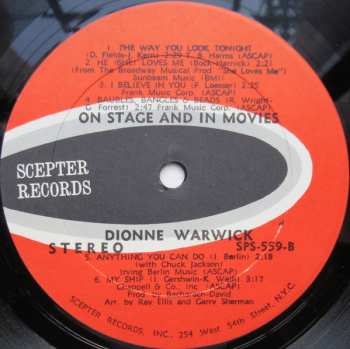 1 THE WAY YOU LOOK TONIGHT
(D. Fields-J. Kern) 2:29 T. B. Harms (ASCAP)
2. HE (SHE) LOVES ME (Bock-Harnick) 2:21
(From The Broadway Musical Prod "She Loves Me")
Sunbeam Music (BMI)
3. I BELIEVE IN YOU (F. Loesser) 2:55
Frank Music Corp. (ASCAP)
4. BAUBLES, BANGLES & BEADS (R. Wright-
G. Forrest) 2:47 Frank Music Corp. (ASCAP)
ON STAGE AND IN MOVIES
SCEPTER
RECORDS
DIONNE WARWICK
STEREO SPS-559-B
5. ANYTHING YOU CAN DO (I Berlin) 2:18
(with Chuck Jackson)
Irving Berlin Music (ASCAP)
6. MY SHIP (I. Gershwin-K. Weill) 3:17
Chappell & Co., Inc. (ASCAP)
Prod by Bacharach-David
Arr. by Ray Ellis and Garry Sherman
SCEPTER RECORDS, INC., 254 West 54th Street, N.Y.C.